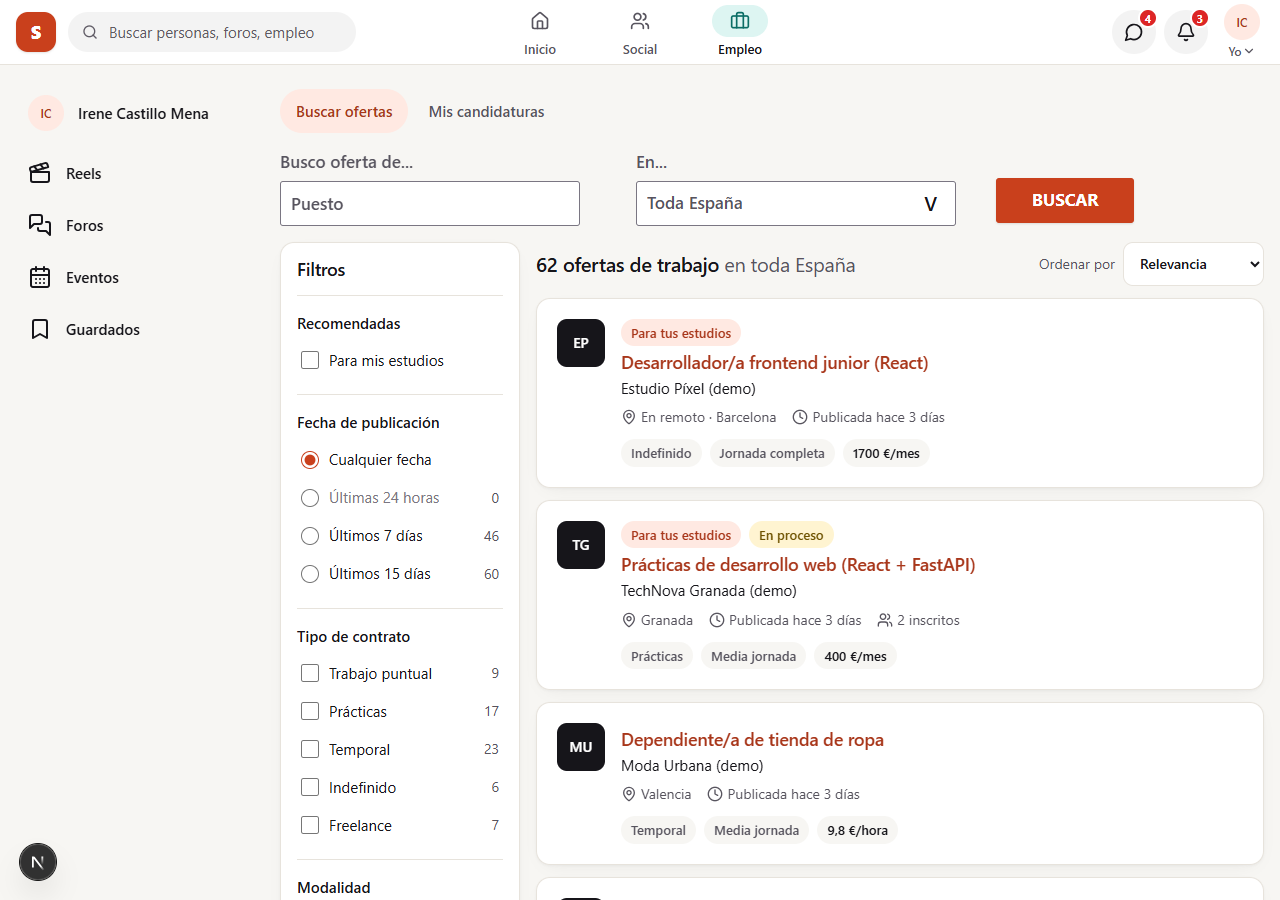 S
Buscar personas, foros, empleo
Inicio
Social
Empleo
4
3
IC
Yo
IC
Irene Castillo Mena
Reels
Foros
Eventos
Guardados
N
Buscar ofertas
Mis candidaturas
Busco oferta de...
Puesto
En...
Toda España
V
BUSCAR
Filtros
Recomendadas
Para mis estudios
Fecha de publicación
Cualquier fecha
Últimas 24 horas 0
Últimos 7 días 46
Últimos 15 días 60
Tipo de contrato
Trabajo puntual 9
Prácticas 17
Temporal 23
Indefinido 6
Freelance 7
Modalidad
62 ofertas de trabajo en toda España
Ordenar por
Relevancia
EP
Para tus estudios
Desarrollador/a frontend junior (React)
Estudio Píxel (demo)
En remoto · Barcelona Publicada hace 3 días
Indefinido Jornada completa 1700 €/mes
TG
Para tus estudios En proceso
Prácticas de desarrollo web (React + FastAPI)
TechNova Granada (demo)
Granada Publicada hace 3 días 2 inscritos
Prácticas Media jornada 400 €/mes
MU
Dependiente/a de tienda de ropa
Moda Urbana (demo)
Valencia Publicada hace 3 días
Temporal Media jornada 9,8 €/hora